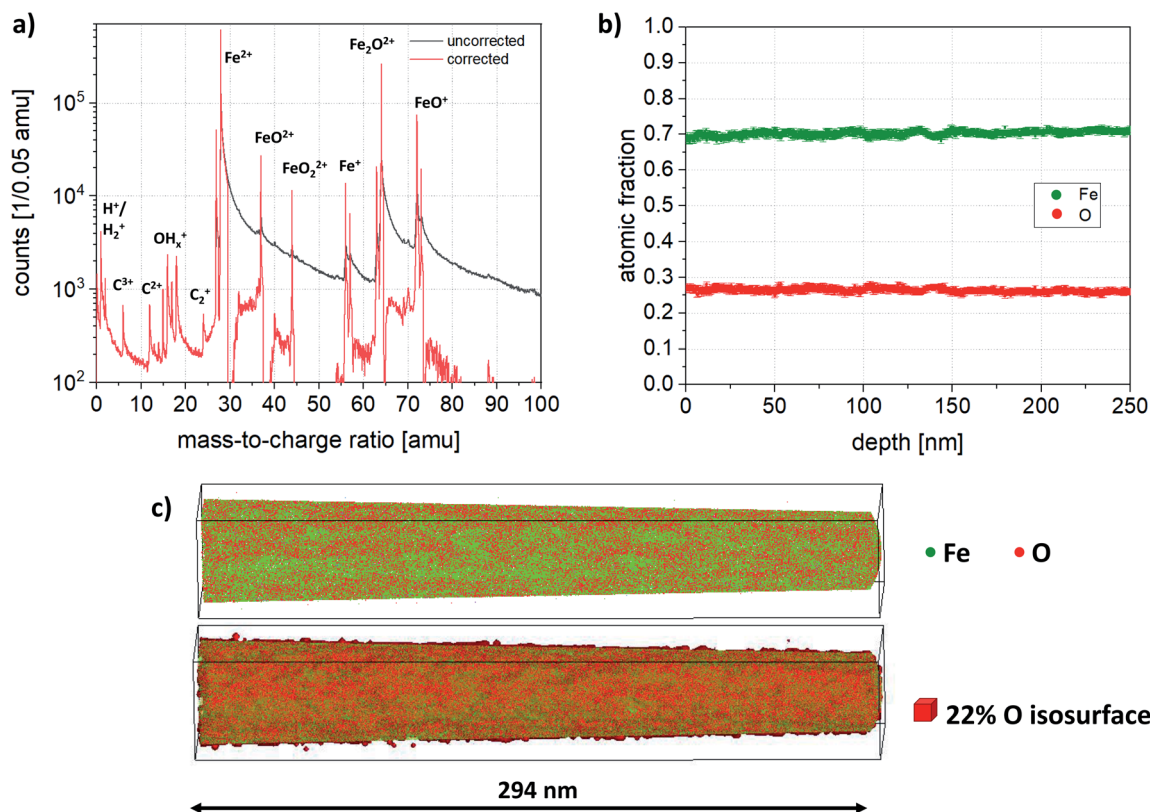 a)
uncorrected
corrected
Fe²⁺
Fe₂O²⁺
FeO⁺
FeO²⁺
FeO₂²⁺
Fe⁺
H⁺/
H₂⁺
OHₓ⁺
C³⁺
C²⁺
C₂⁺
counts [1/0.05 amu]
10⁵
10⁴
10³
10²
0 10 20 30 40 50 60 70 80 90 100
mass-to-charge ratio [amu]
b)
atomic fraction
1.0
0.9
0.8
0.7
0.6
0.5
0.4
0.3
0.2
0.1
0.0
Fe
O
0 50 100 150 200 250
depth [nm]
c)
Fe O
22% O isosurface
294 nm